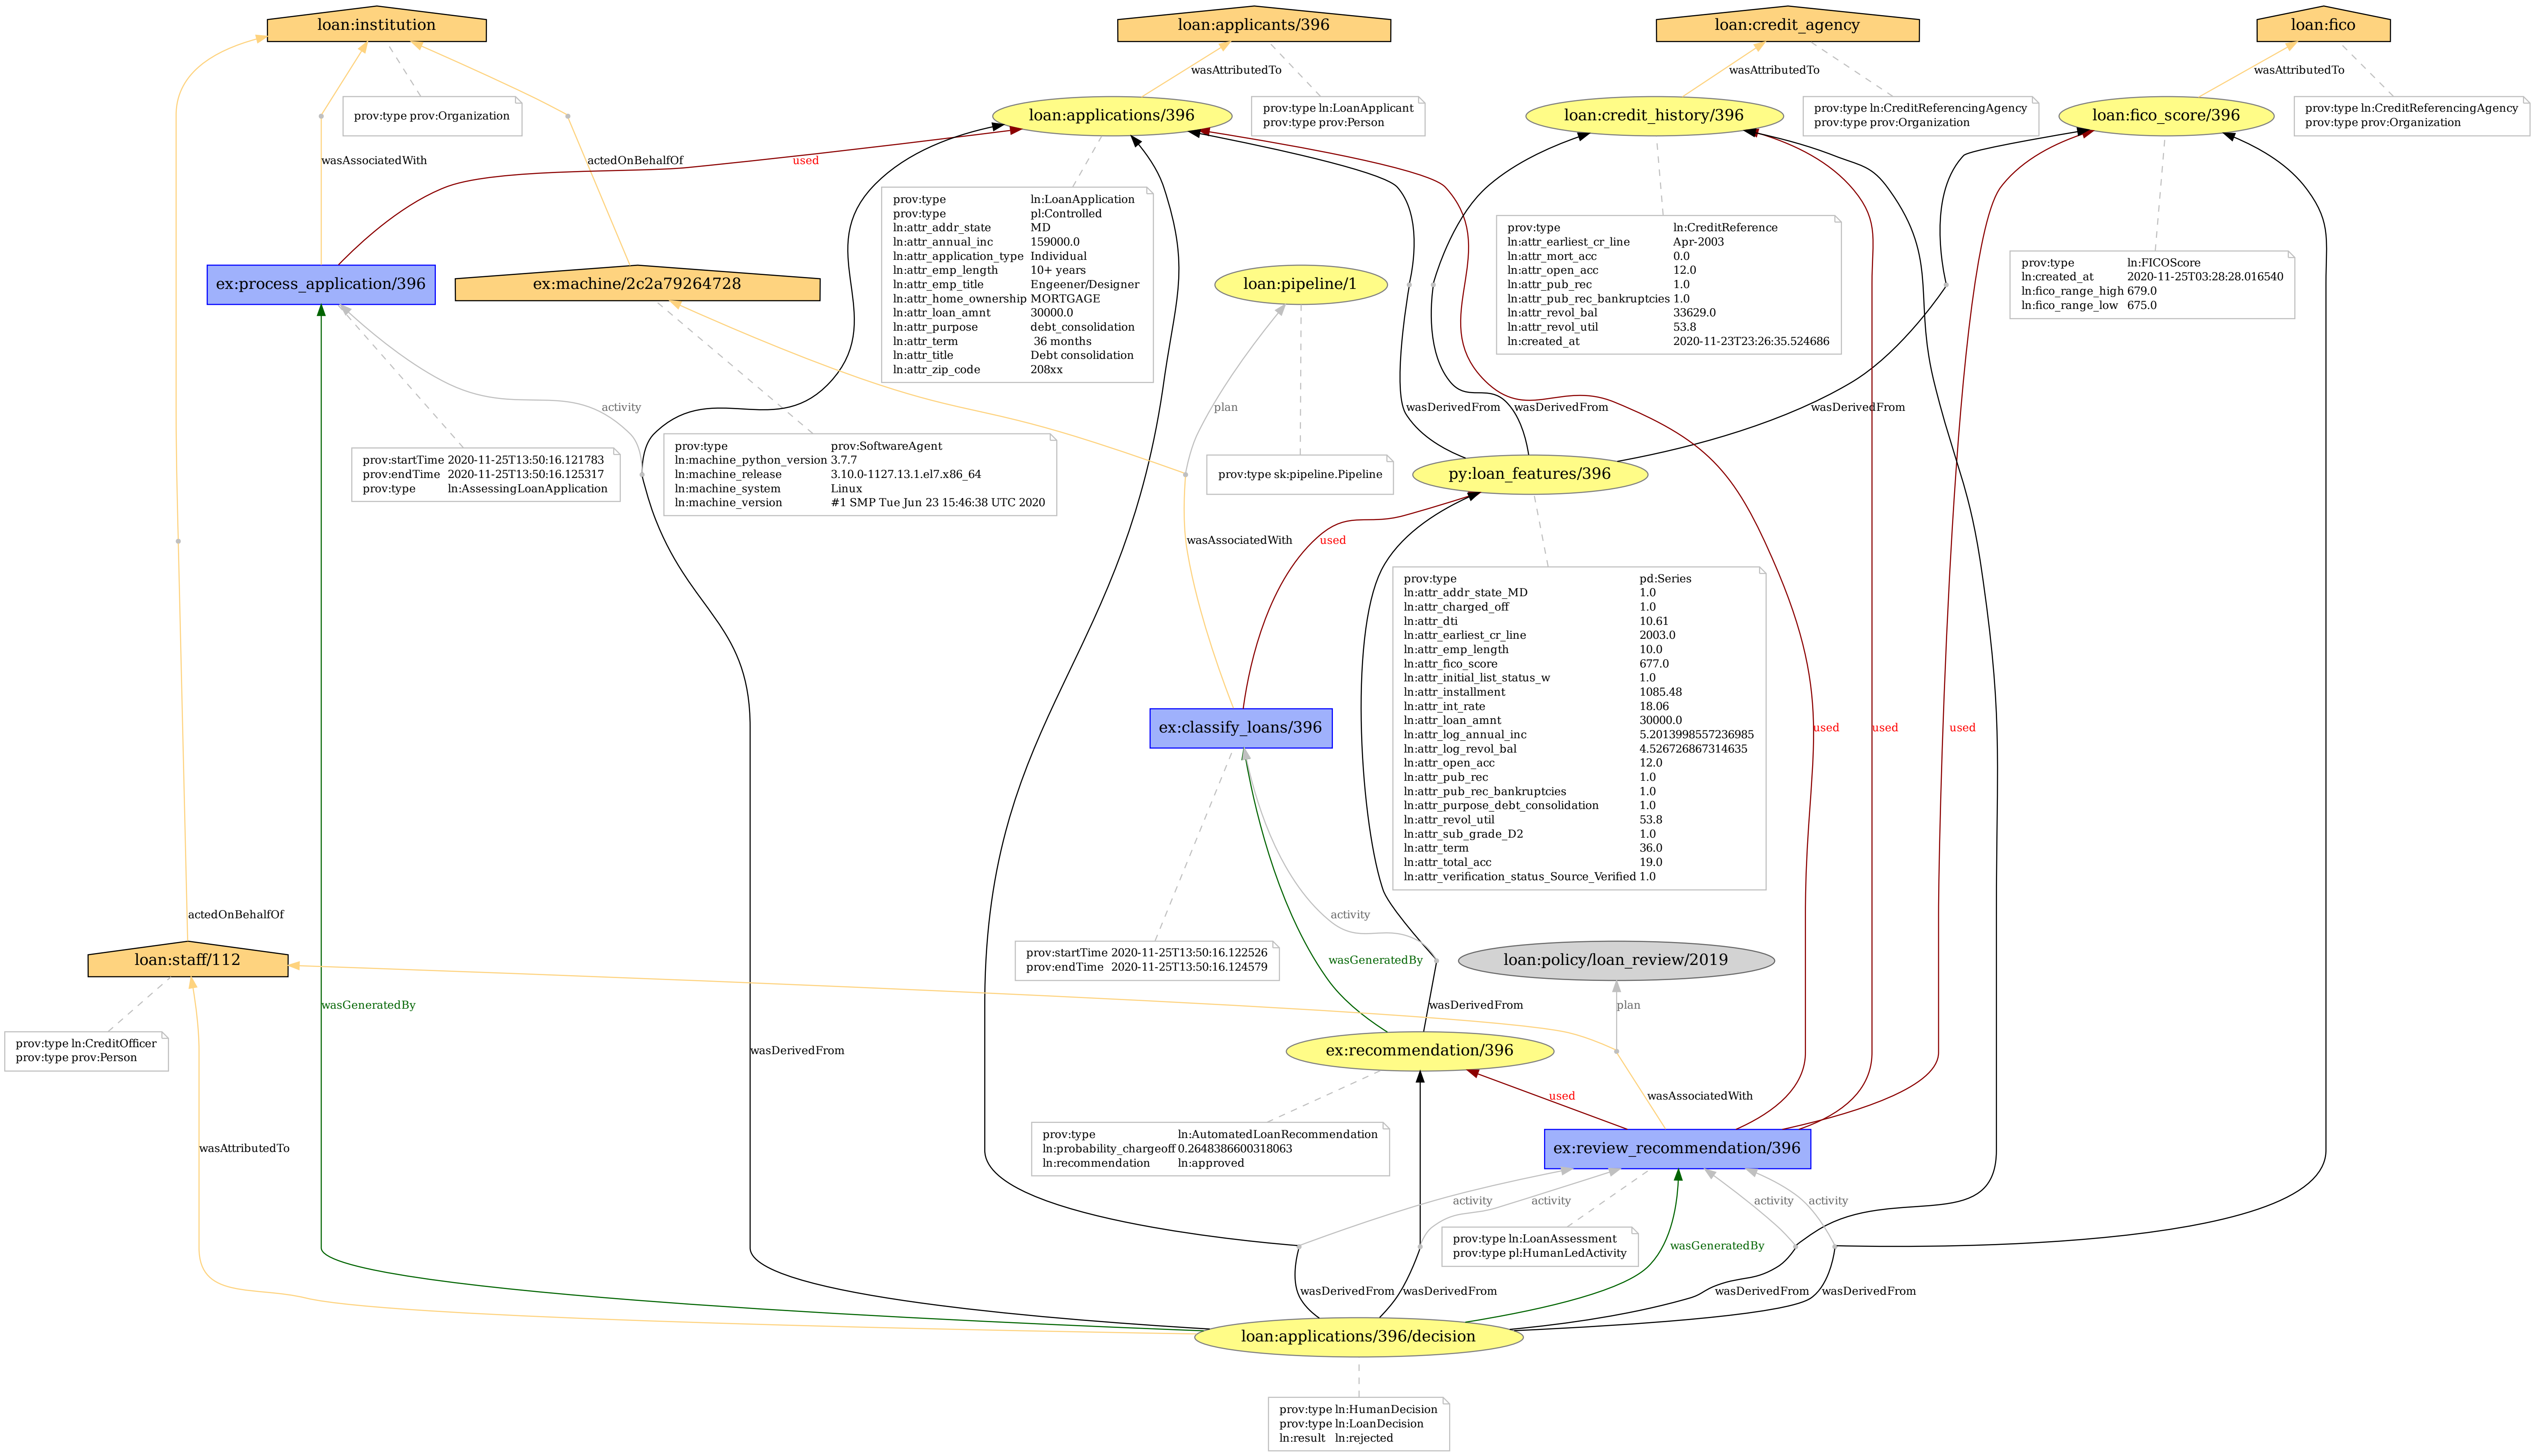 loan:institution
loan:applicants/396
loan:credit_agency
loan:fico
wasAttributedTo
wasAttributedTo
wasAttributedTo
prov:type prov:Organization
loan:applications/396
prov:type ln:LoanApplicant
prov:type prov:Person
loan:credit_history/396
prov:type ln:CreditReferencingAgency
prov:type prov:Organization
loan:fico_score/396
prov:type ln:CreditReferencingAgency
prov:type prov:Organization
wasAssociatedWith
actedOnBehalfOf
used
prov:type ln:LoanApplication
prov:type pl:Controlled
ln:attr_addr_state MD
ln:attr_annual_inc 159000.0
ln:attr_application_type Individual
ln:attr_emp_length 10+ years
ln:attr_emp_title Engeener/Designer
ln:attr_home_ownership MORTGAGE
ln:attr_loan_amnt 30000.0
ln:attr_purpose debt_consolidation
ln:attr_term 36 months
ln:attr_title Debt consolidation
ln:attr_zip_code 208xx
prov:type ln:CreditReference
ln:attr_earliest_cr_line Apr-2003
ln:attr_mort_acc 0.0
ln:attr_open_acc 12.0
ln:attr_pub_rec 1.0
ln:attr_pub_rec_bankruptcies 1.0
ln:attr_revol_bal 33629.0
ln:attr_revol_util 53.8
ln:created_at 2020-11-23T23:26:35.524686
prov:type ln:FICOScore
ln:created_at 2020-11-25T03:28:28.016540
ln:fico_range_high 679.0
ln:fico_range_low 675.0
ex:process_application/396
ex:machine/2c2a79264728
loan:pipeline/1
activity
plan
wasDerivedFrom
wasDerivedFrom
wasDerivedFrom
prov:startTime 2020-11-25T13:50:16.121783
prov:endTime 2020-11-25T13:50:16.125317
prov:type ln:AssessingLoanApplication
prov:type prov:SoftwareAgent
ln:machine_python_version 3.7.7
ln:machine_release 3.10.0-1127.13.1.el7.x86_64
ln:machine_system Linux
ln:machine_version #1 SMP Tue Jun 23 15:46:38 UTC 2020
prov:type sk:pipeline.Pipeline
py:loan_features/396
wasAssociatedWith
used
prov:type pd:Series
ln:attr_addr_state_MD 1.0
ln:attr_charged_off 1.0
ln:attr_dti 10.61
ln:attr_earliest_cr_line 2003.0
ln:attr_emp_length 10.0
ln:attr_fico_score 677.0
ln:attr_initial_list_status_w 1.0
ln:attr_installment 1085.48
ln:attr_int_rate 18.06
ln:attr_loan_amnt 30000.0
ln:attr_log_annual_inc 5.2013998557236985
ln:attr_log_revol_bal 4.526726867314635
ln:attr_open_acc 12.0
ln:attr_pub_rec 1.0
ln:attr_pub_rec_bankruptcies 1.0
ln:attr_purpose_debt_consolidation 1.0
ln:attr_revol_util 53.8
ln:attr_sub_grade_D2 1.0
ln:attr_term 36.0
ln:attr_total_acc 19.0
ln:attr_verification_status_Source_Verified 1.0
ex:classify_loans/396
used
used
used
actedOnBehalfOf
activity
loan:staff/112
prov:startTime 2020-11-25T13:50:16.122526
prov:endTime 2020-11-25T13:50:16.124579
wasGeneratedBy
loan:policy/loan_review/2019
wasGeneratedBy
wasDerivedFrom
plan
prov:type ln:CreditOfficer
prov:type prov:Person
wasDerivedFrom
ex:recommendation/396
used
wasAssociatedWith
wasAttributedTo
prov:type ln:AutomatedLoanRecommendation
ln:probability_chargeoff 0.2648386600318063
ln:recommendation ln:approved
ex:review_recommendation/396
activity
activity
activity
activity
prov:type ln:LoanAssessment
prov:type pl:HumanLedActivity
wasGeneratedBy
wasDerivedFrom
wasDerivedFrom
wasDerivedFrom
wasDerivedFrom
loan:applications/396/decision
prov:type ln:HumanDecision
prov:type ln:LoanDecision
ln:result ln:rejected